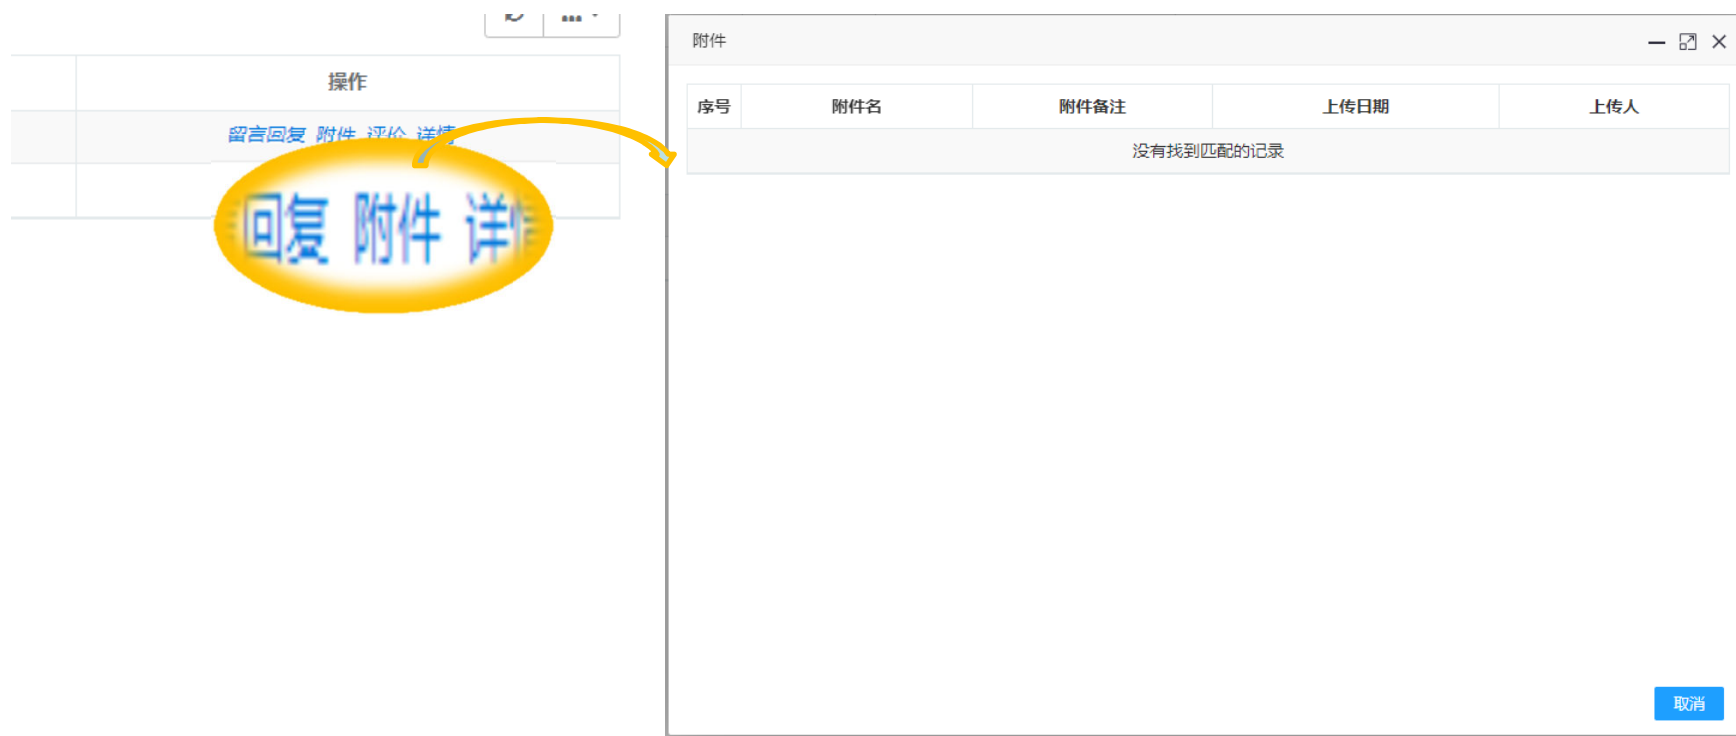 操作
留言回复 附件 评价 详情
回复 附件 详情
附件
序号 附件名 附件备注 上传日期 上传人
没有找到匹配的记录
取消